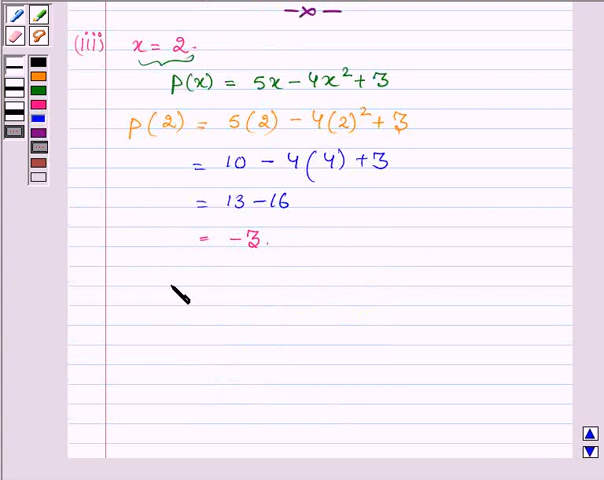 -∞-
(iii) x = 2.
P(x) = 5x - 4x² + 3
P(2) = 5(2) - 4(2)² + 3
= 10 - 4(4) + 3
= 13 - 16
= -3.